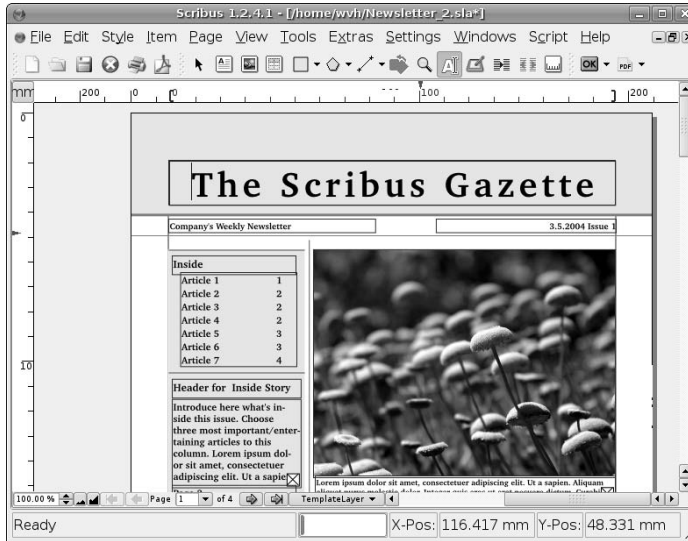 Scribus 1.2.4.1 - [/home/wvh/Newsletter_2.sla*]
File Edit Style Item Page View Tools Extras Settings Windows Script Help
OK PDF
mm 200 0 0 100 200
0
The Scribus Gazette
Company's Weekly Newsletter 3.5.2004 Issue 1
Inside
Article 1 1
Article 2 2
Article 3 2
Article 4 2
Article 5 3
Article 6 3
Article 7 4
10
Header for Inside Story
Introduce here what's in-
side this issue. Choose
three most important/enter-
taining articles to this
column. Lorem ipsum dol-
or sit amet, consectetuer
adipiscing elit. Ut a sapie
Lorem ipsum dolor sit amet, consectetuer adipiscing elit. Ut a sapien. Aliquam
100.00 % Page 1 of 4 TemplateLayer
Ready X-Pos: 116.417 mm Y-Pos: 48.331 mm